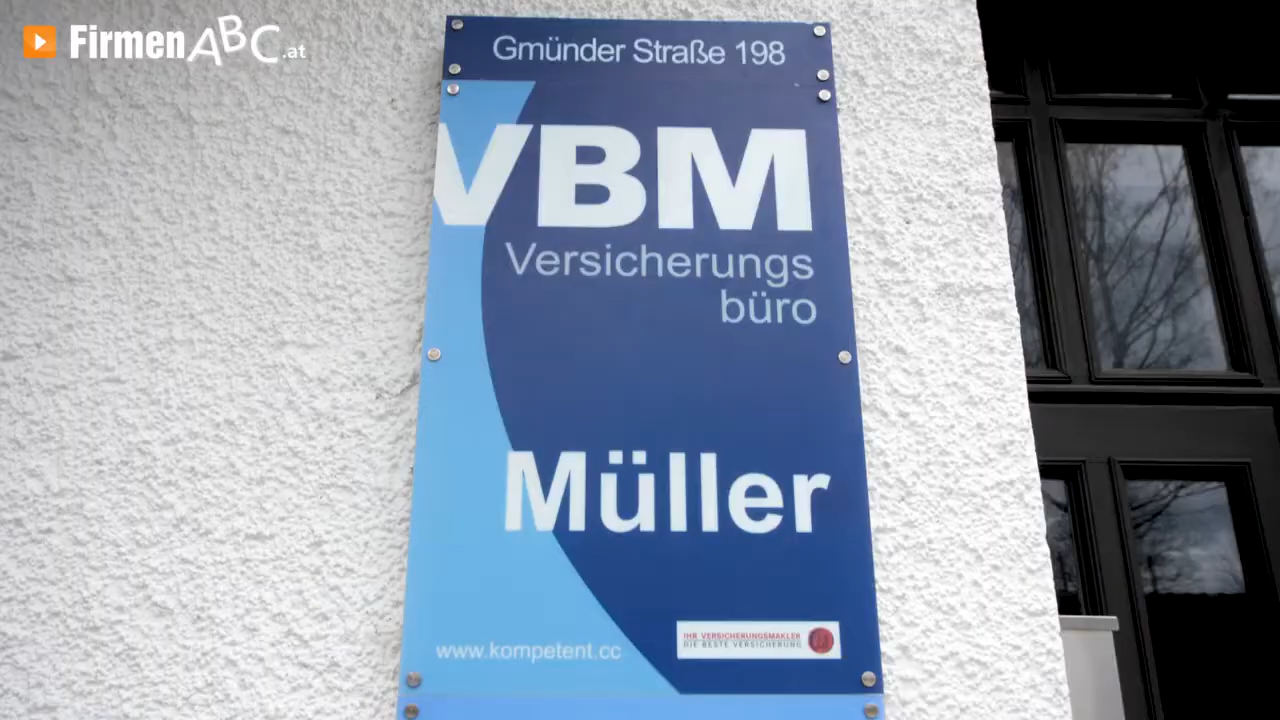 FirmenABC.at
Gmünder Straße 198
VBM
Versicherungs
büro
Müller
www.kompetent.cc
IHR VERSICHERUNGSMAKLER
DIE BESTE VERSICHERUNG